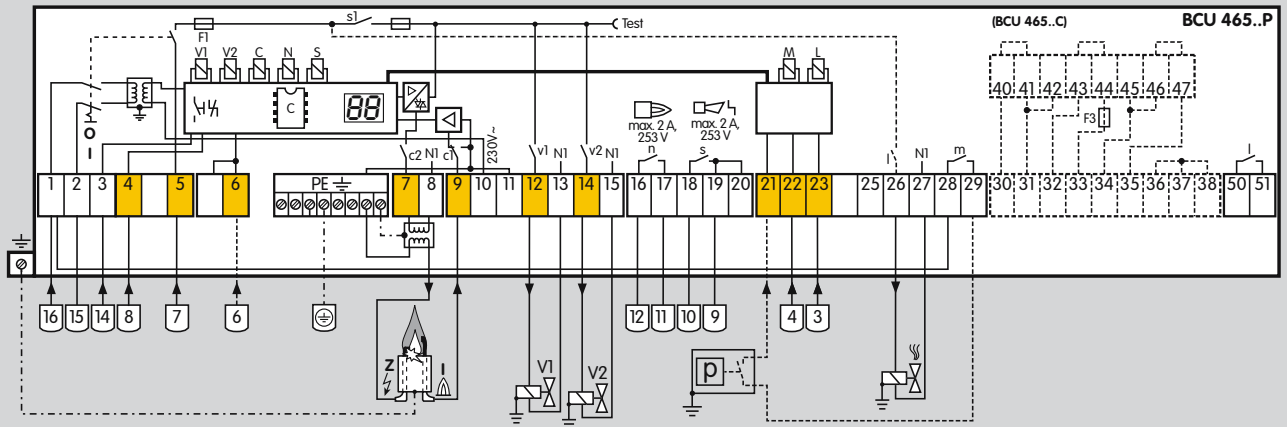 s1
Test
(BCU 465..C)
BCU 465..P
F1
V1 V2 C N S
M L
C
88
40 41 42 43 44 45 46 47
F3
max. 2 A,
253 V
max. 2 A,
253 V
O
I
230V~
c2 N1 c1
v1 N1
v2 N1
n
s
l
N1
m
l
1 2 3 4 5 6
PE
7 8 9 10 11 12 13 14 15 16 17 18 19 20 21 22 23 25 26 27 28 29 30 31 32 33 34 35 36 37 38 50 51
16 15 14 8 7 6
12 11 10 9
4 3
Z
I
V1
V2
p